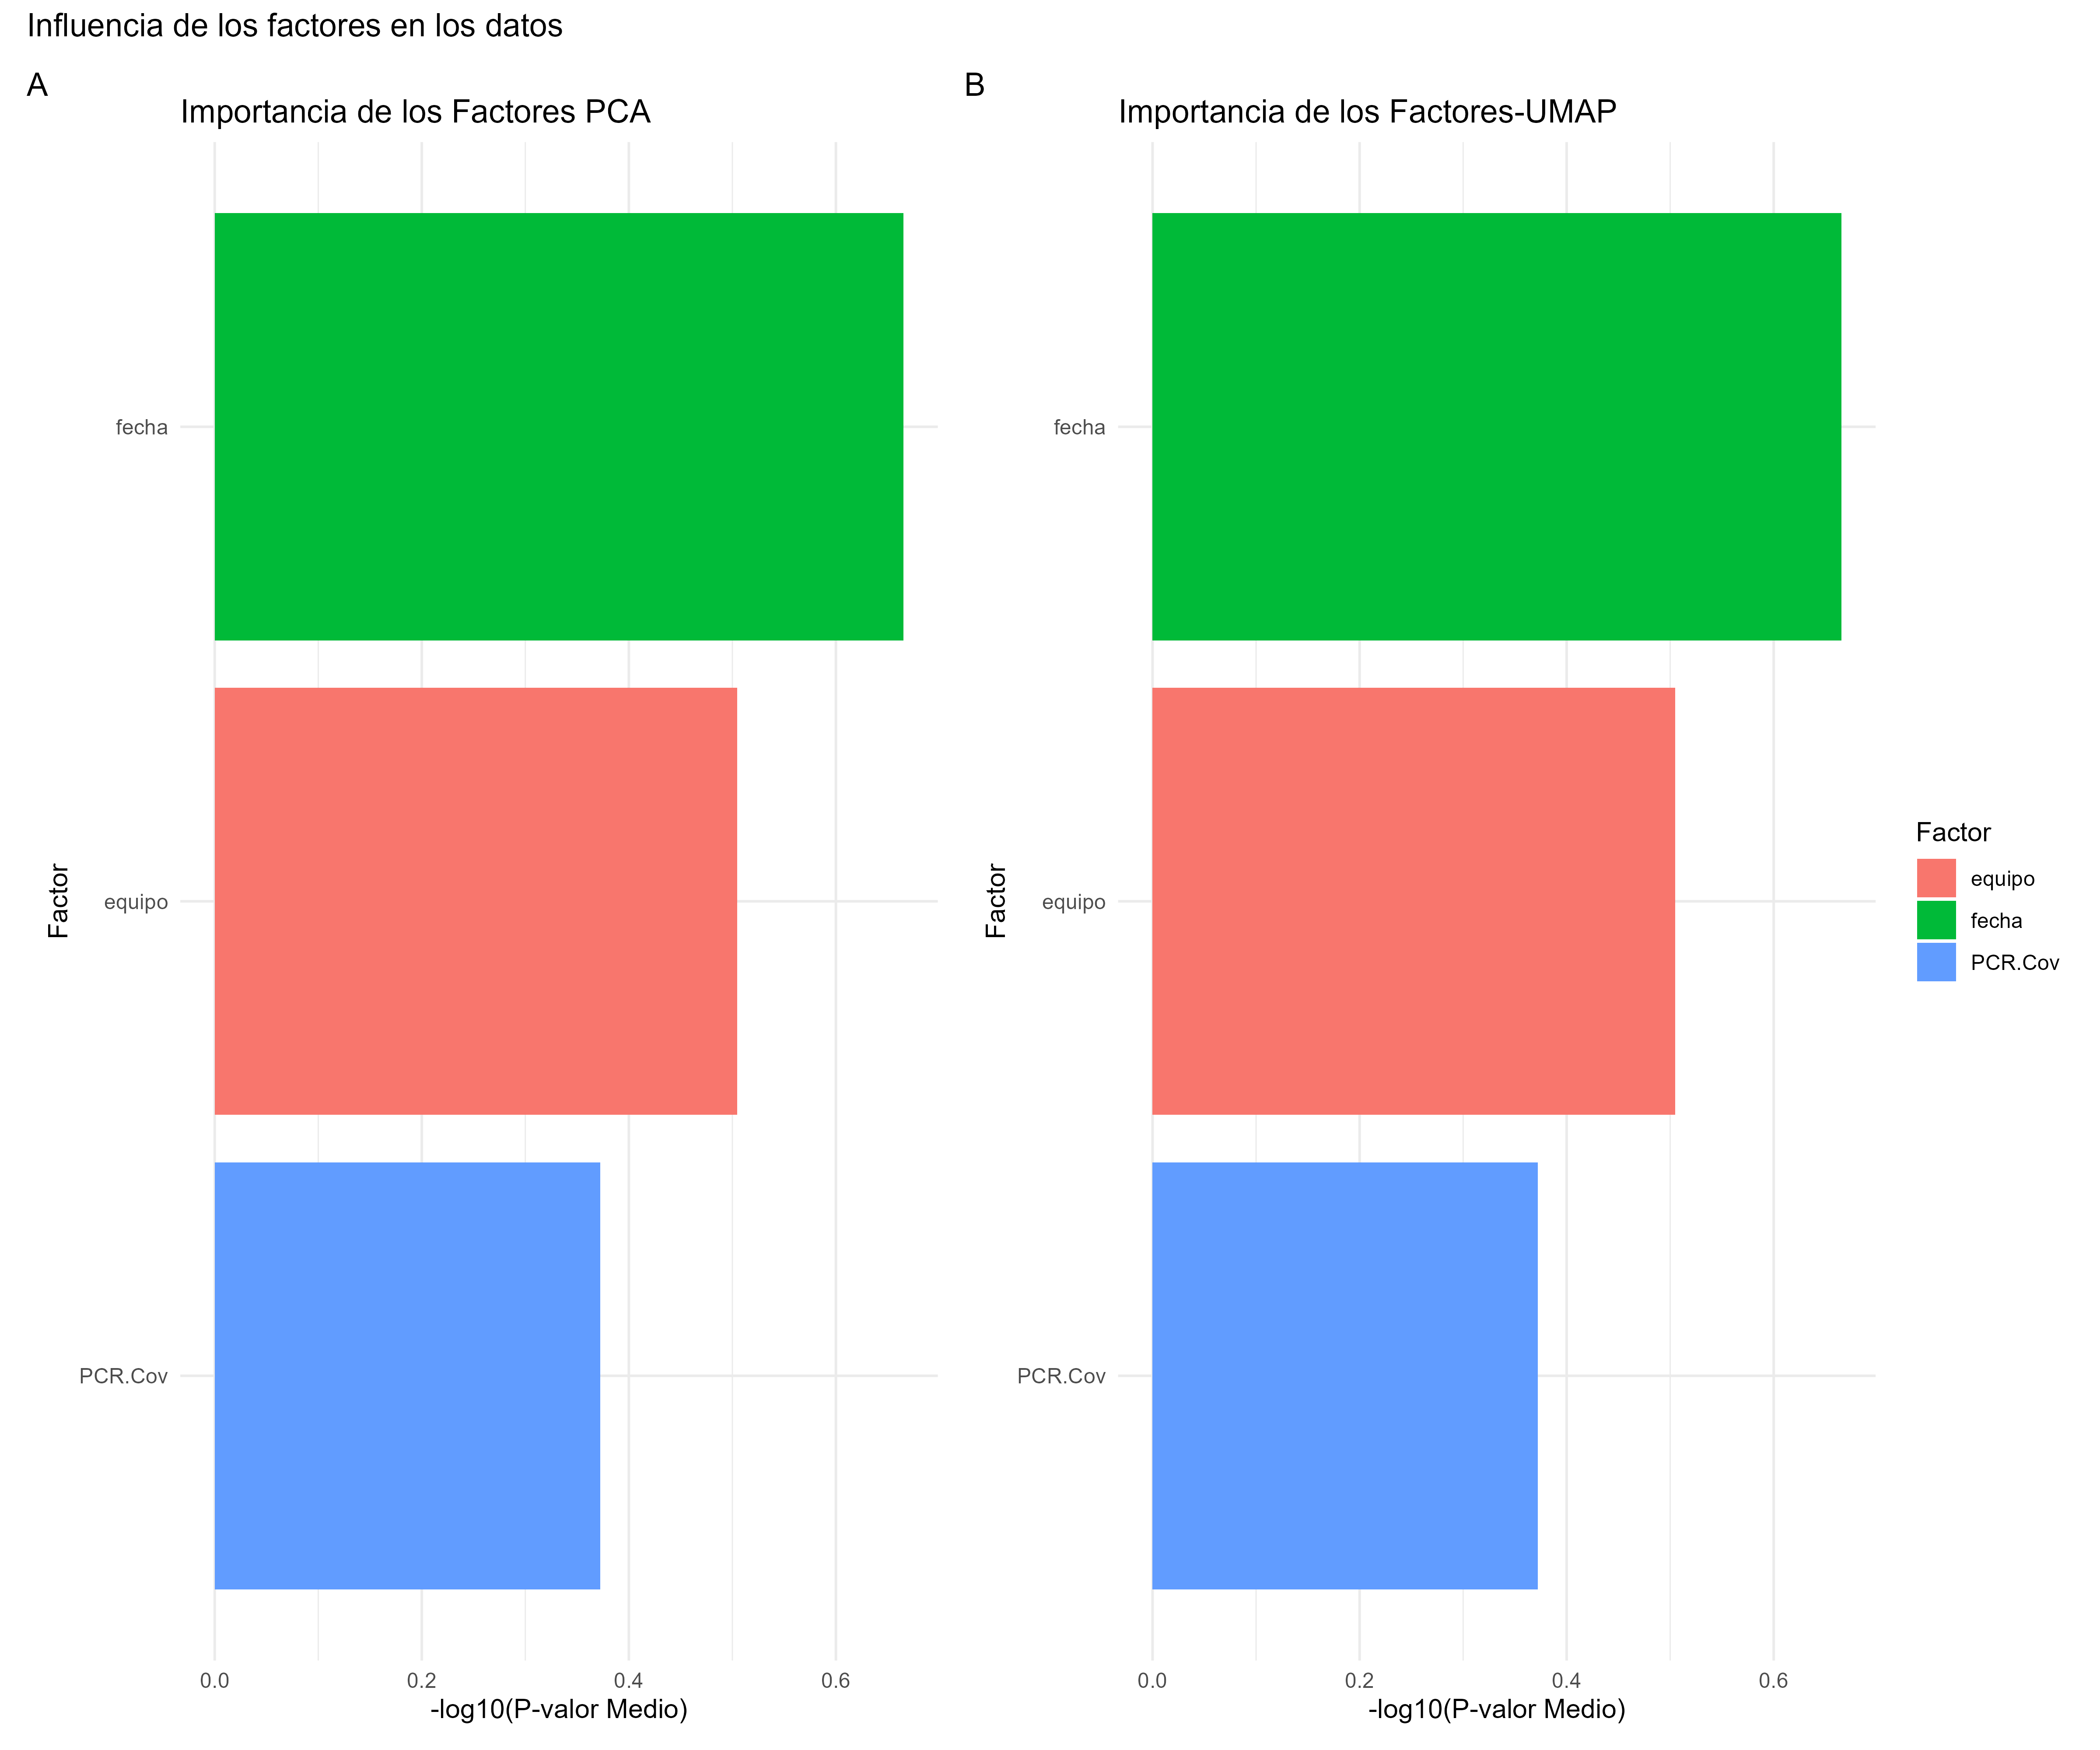 Influencia de los factores en los datos
A
Importancia de los Factores PCA
Factor
fecha
equipo
PCR.Cov
0.0 0.2 0.4 0.6
-log10(P-valor Medio)
B
Importancia de los Factores-UMAP
Factor
fecha
equipo
PCR.Cov
0.0 0.2 0.4 0.6
-log10(P-valor Medio)
Factor
equipo
fecha
PCR.Cov